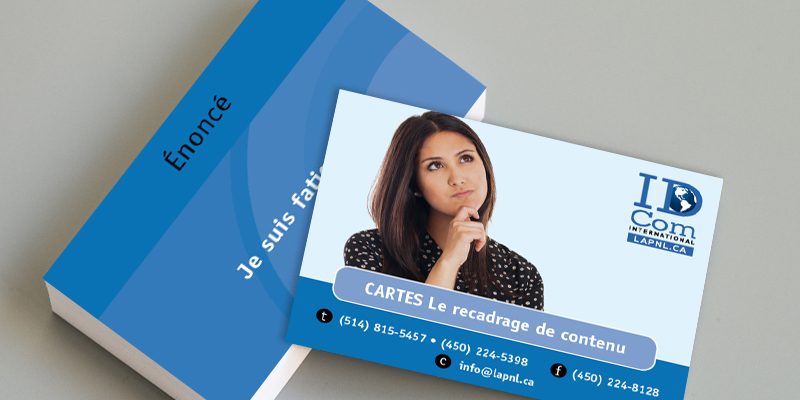 Énoncé
Je suis
ID
Com
INTERNATIONAL
LAPNL.CA
CARTES Le recadrage de contenu
t (514) 815-5457 • (450) 224-5398
f (450) 224-8128
c info@lapnl.ca